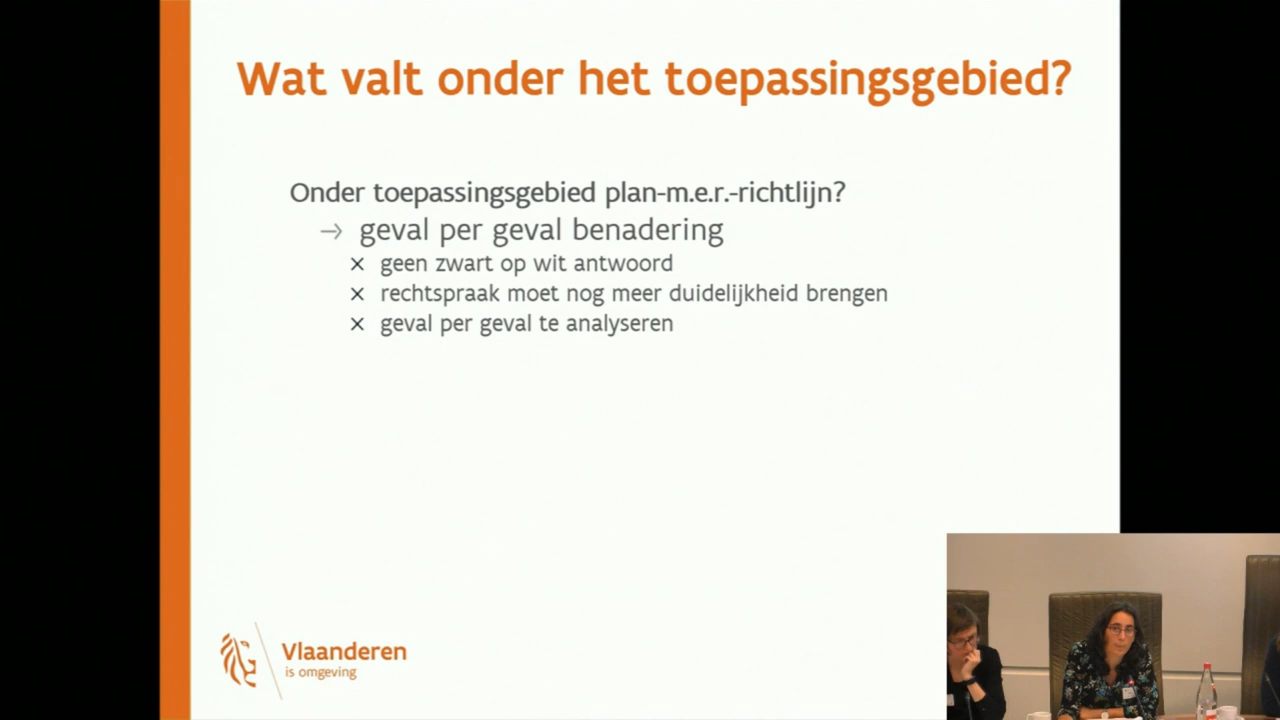 Wat valt onder het toepassingsgebied?
Onder toepassingsgebied plan-m.e.r.-richtlijn?
→ geval per geval benadering
× geen zwart op wit antwoord
× rechtspraak moet nog meer duidelijkheid brengen
× geval per geval te analyseren
Vlaanderen
is omgeving